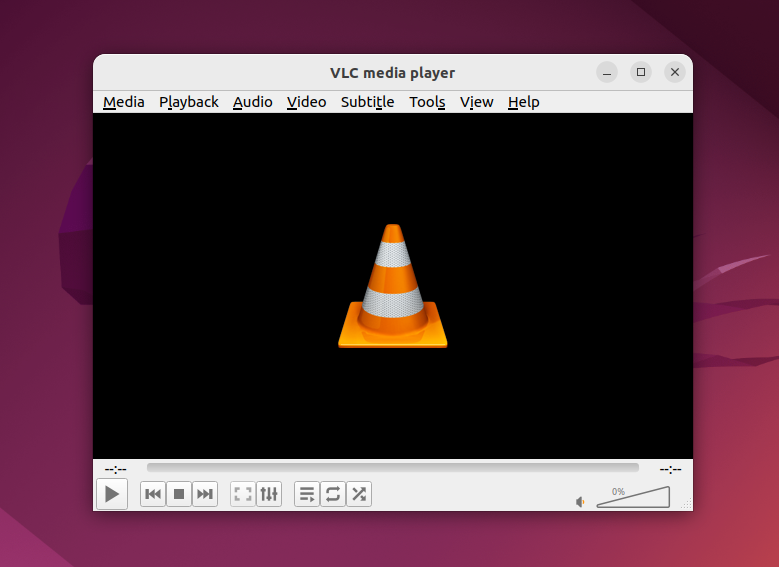 VLC media player
Media Playback Audio Video Subtitle Tools View Help
--:-- --:--
0%